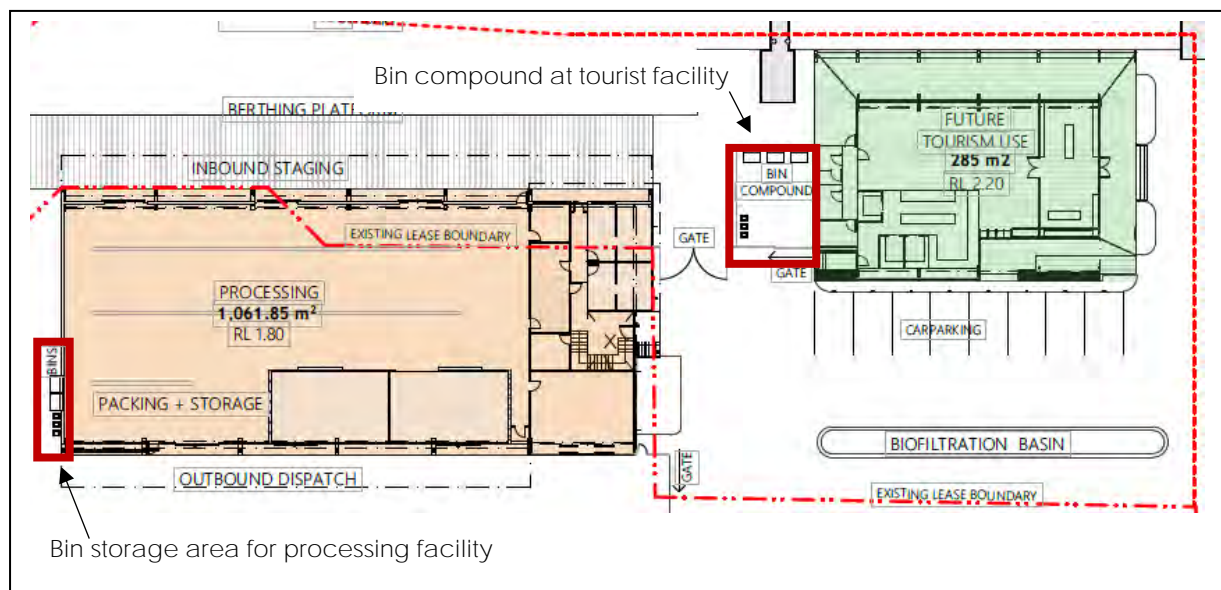 Bin compound at tourist facility
BERTHING PLATFORM
INBOUND STAGING
EXISTING LEASE BOUNDARY
PROCESSING
1,061.85 m²
RL 1.80
BINS
PACKING + STORAGE
OUTBOUND DISPATCH
GATE
GATE
BIN
COMPOUND
GATE
FUTURE
TOURISM USE
285 m2
RL 2.20
CARPARKING
BIOFILTRATION BASIN
EXISTING LEASE BOUNDARY
Bin storage area for processing facility